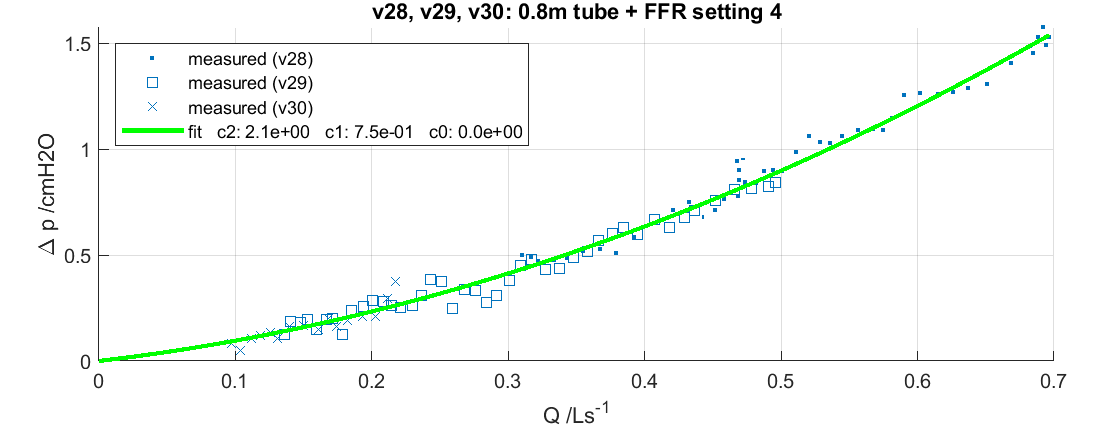 v28, v29, v30: 0.8m tube + FFR setting 4
1.5
1
0.5
0
Δ p /cmH2O
measured (v28)
measured (v29)
measured (v30)
fit c2: 2.1e+00 c1: 7.5e-01 c0: 0.0e+00
0 0.1 0.2 0.3 0.4 0.5 0.6 0.7
Q /Ls⁻¹